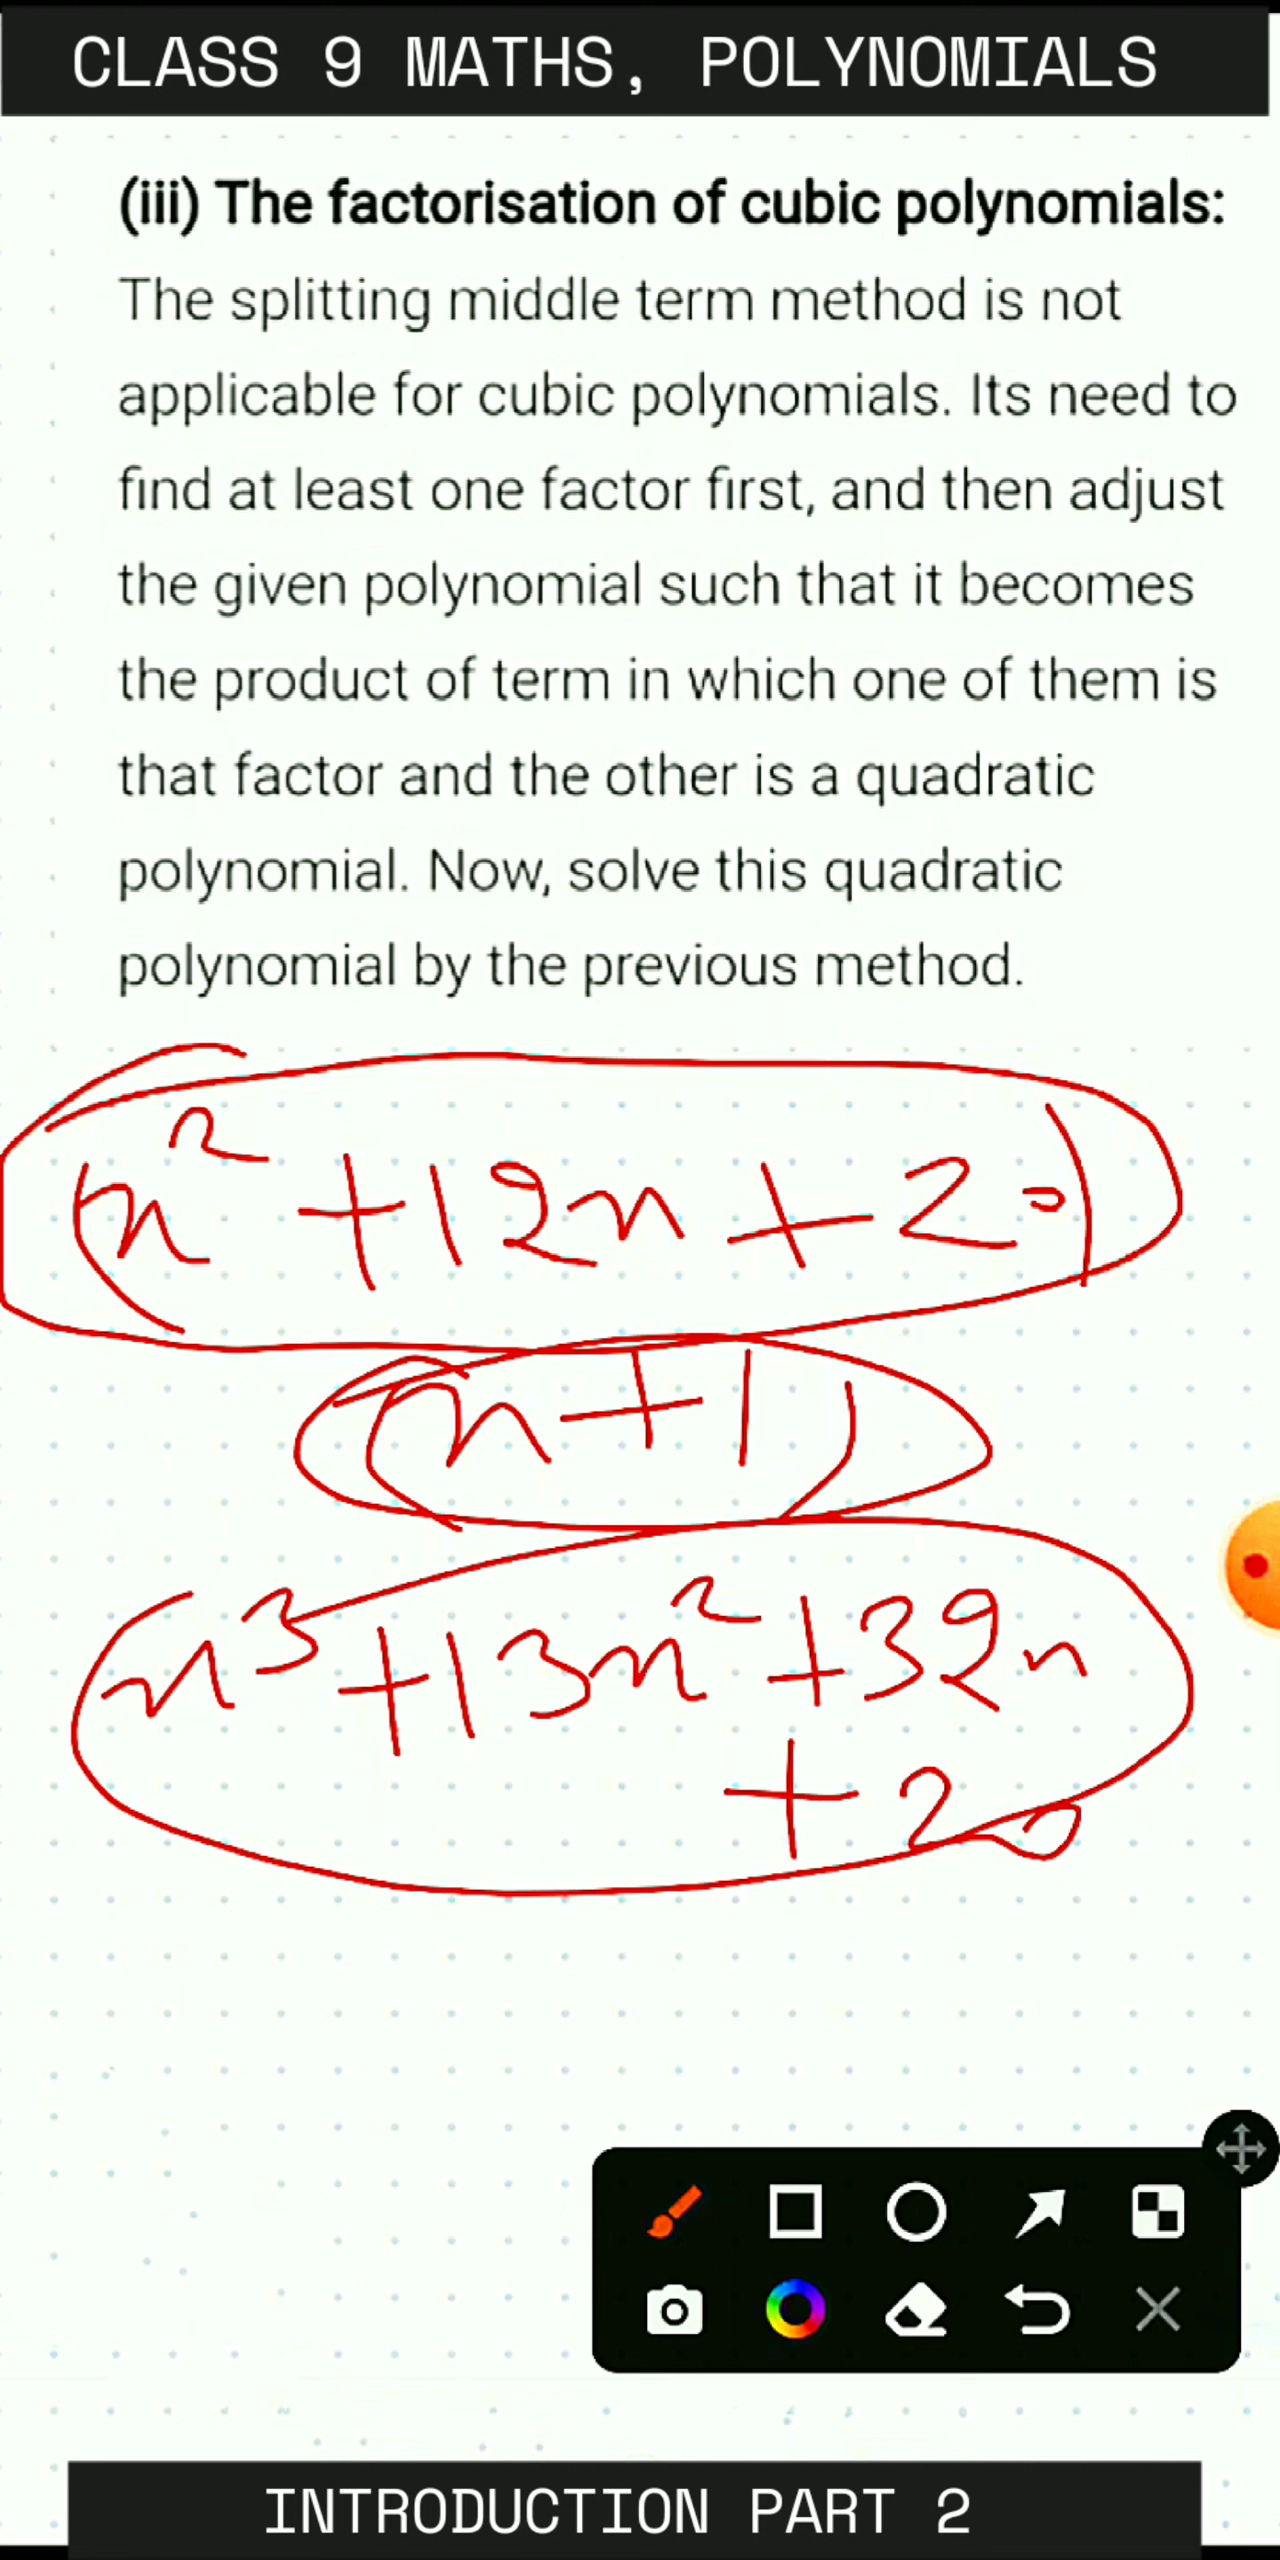 CLASS 9 MATHS, POLYNOMIALS
(iii) The factorisation of cubic polynomials:
The splitting middle term method is not
applicable for cubic polynomials. Its need to
find at least one factor first, and then adjust
the given polynomial such that it becomes
the product of term in which one of them is
that factor and the other is a quadratic
polynomial. Now, solve this quadratic
polynomial by the previous method.
(x² + 12x + 20)
(x + 1)
x³ + 13x² + 32x
+ 20
INTRODUCTION PART 2